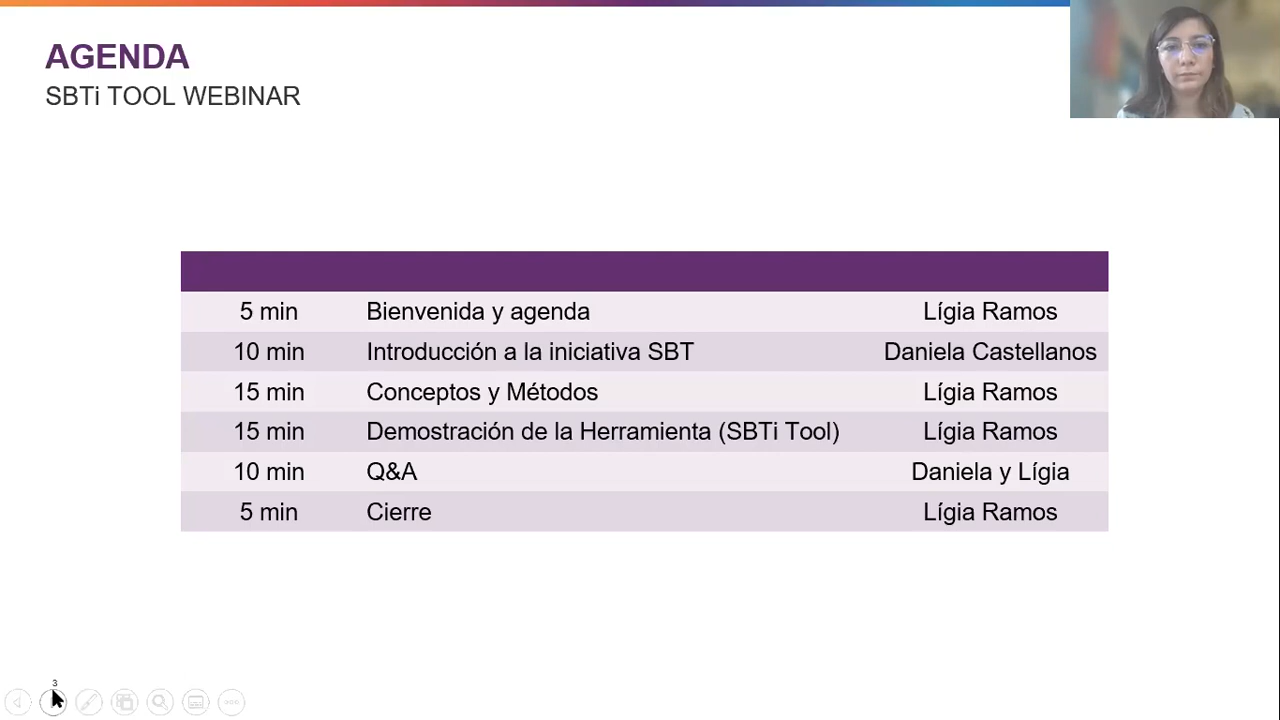 AGENDA
SBTi TOOL WEBINAR
5 min Bienvenida y agenda Lígia Ramos
10 min Introducción a la iniciativa SBT Daniela Castellanos
15 min Conceptos y Métodos Lígia Ramos
15 min Demostración de la Herramienta (SBTi Tool) Lígia Ramos
10 min Q&A Daniela y Lígia
5 min Cierre Lígia Ramos
3